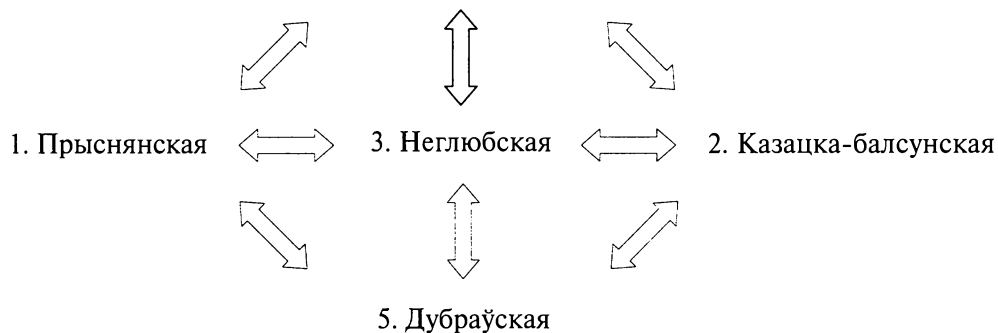 1. Прыснянская 3. Неглюбская 2. Казацка-балсунская
5. Дубраўская